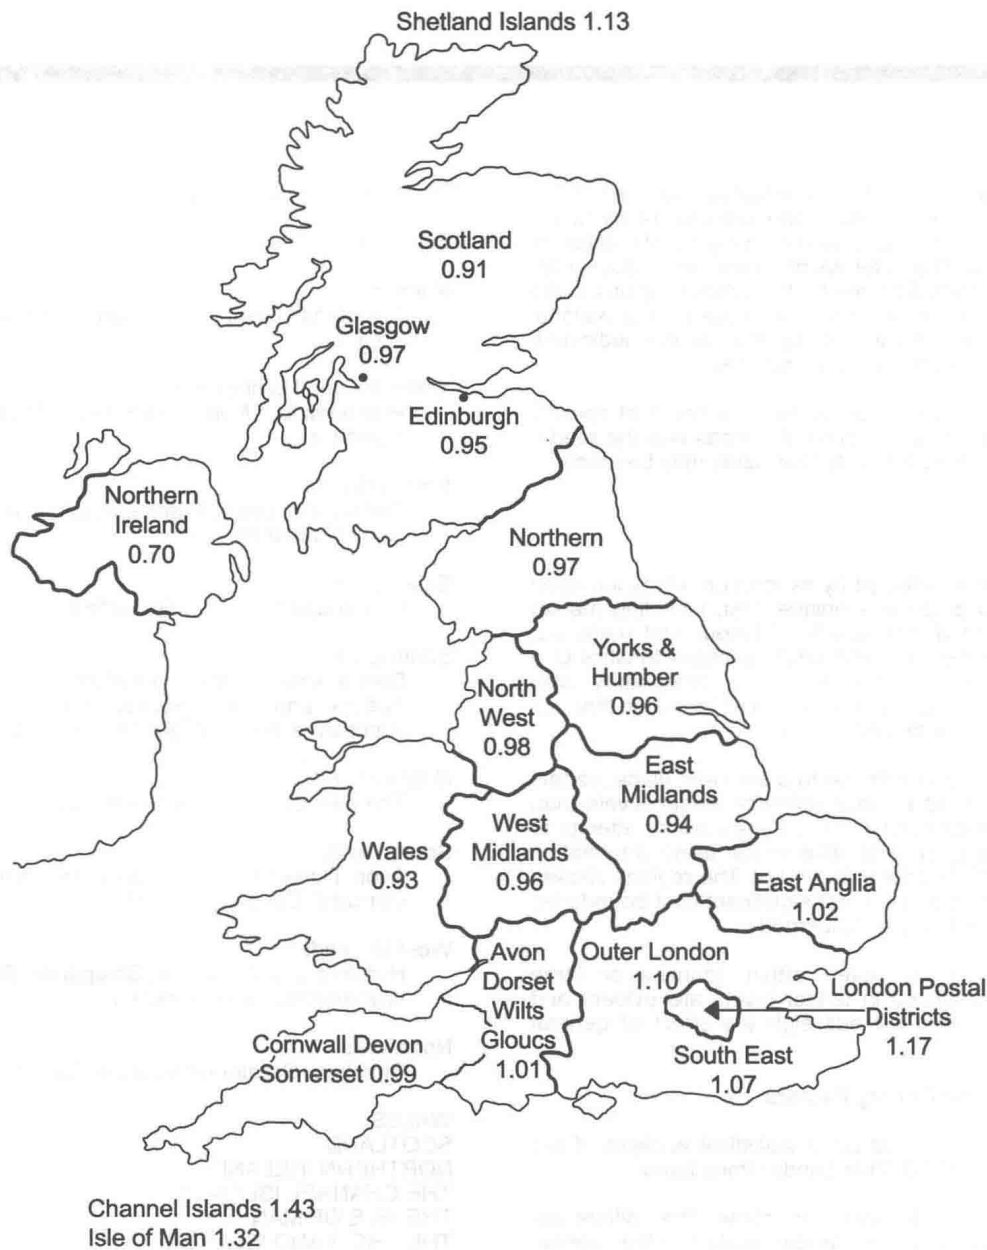 Shetland Islands 1.13
Scotland
0.91
Glasgow
0.97
Edinburgh
0.95
Northern
Ireland
0.70
Northern
0.97
Yorks &
Humber
0.96
North
West
0.98
East
Midlands
0.94
West
Midlands
0.96
Wales
0.93
East Anglia
1.02
Avon
Dorset
Wilts
Gloucs
1.01
Outer London
1.10
London Postal
Districts
1.17
South East
1.07
Cornwall Devon
Somerset 0.99
Channel Islands 1.43
Isle of Man 1.32